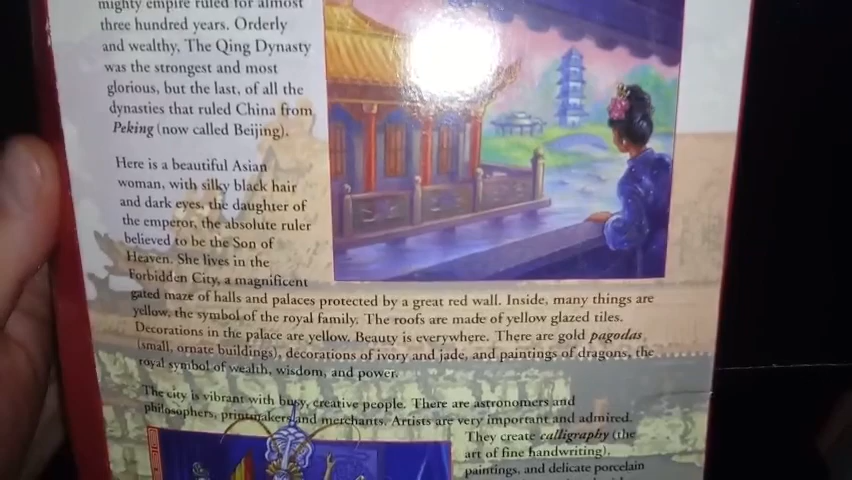 mighty empire ruled for almost
three hundred years. Orderly
and wealthy, The Qing Dynasty
was the strongest and most
glorious, but the last, of all the
dynasties that ruled China from
Peking (now called Beijing).
Here is a beautiful Asian
woman, with silky black hair
and dark eyes, the daughter of
the emperor, the absolute ruler
believed to be the Son of
Heaven. She lives in the
Forbidden City, a magnificent
gated maze of halls and palaces protected by a great red wall. Inside, many things are
yellow, the symbol of the royal family. The roofs are made of yellow glazed tiles.
Decorations in the palace are yellow. Beauty is everywhere. There are gold pagodas
(small, ornate buildings), decorations of ivory and jade, and paintings of dragons, the
royal symbol of wealth, wisdom, and power.
The city is vibrant with busy, creative people. There are astronomers and
philosophers, printmakers and merchants. Artists are very important and admired.
They create calligraphy (the
art of fine handwriting),
paintings, and delicate porcelain